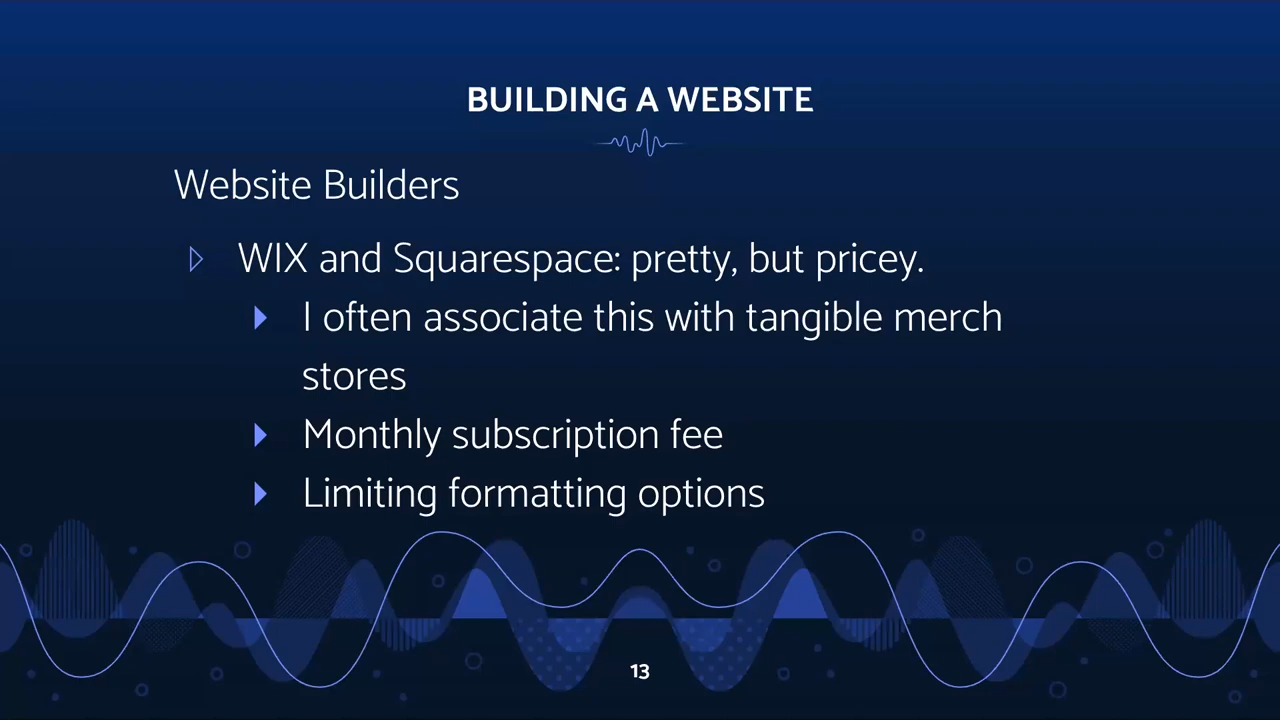 BUILDING A WEBSITE
Website Builders
WIX and Squarespace: pretty, but pricey.
I often associate this with tangible merch
stores
Monthly subscription fee
Limiting formatting options
13